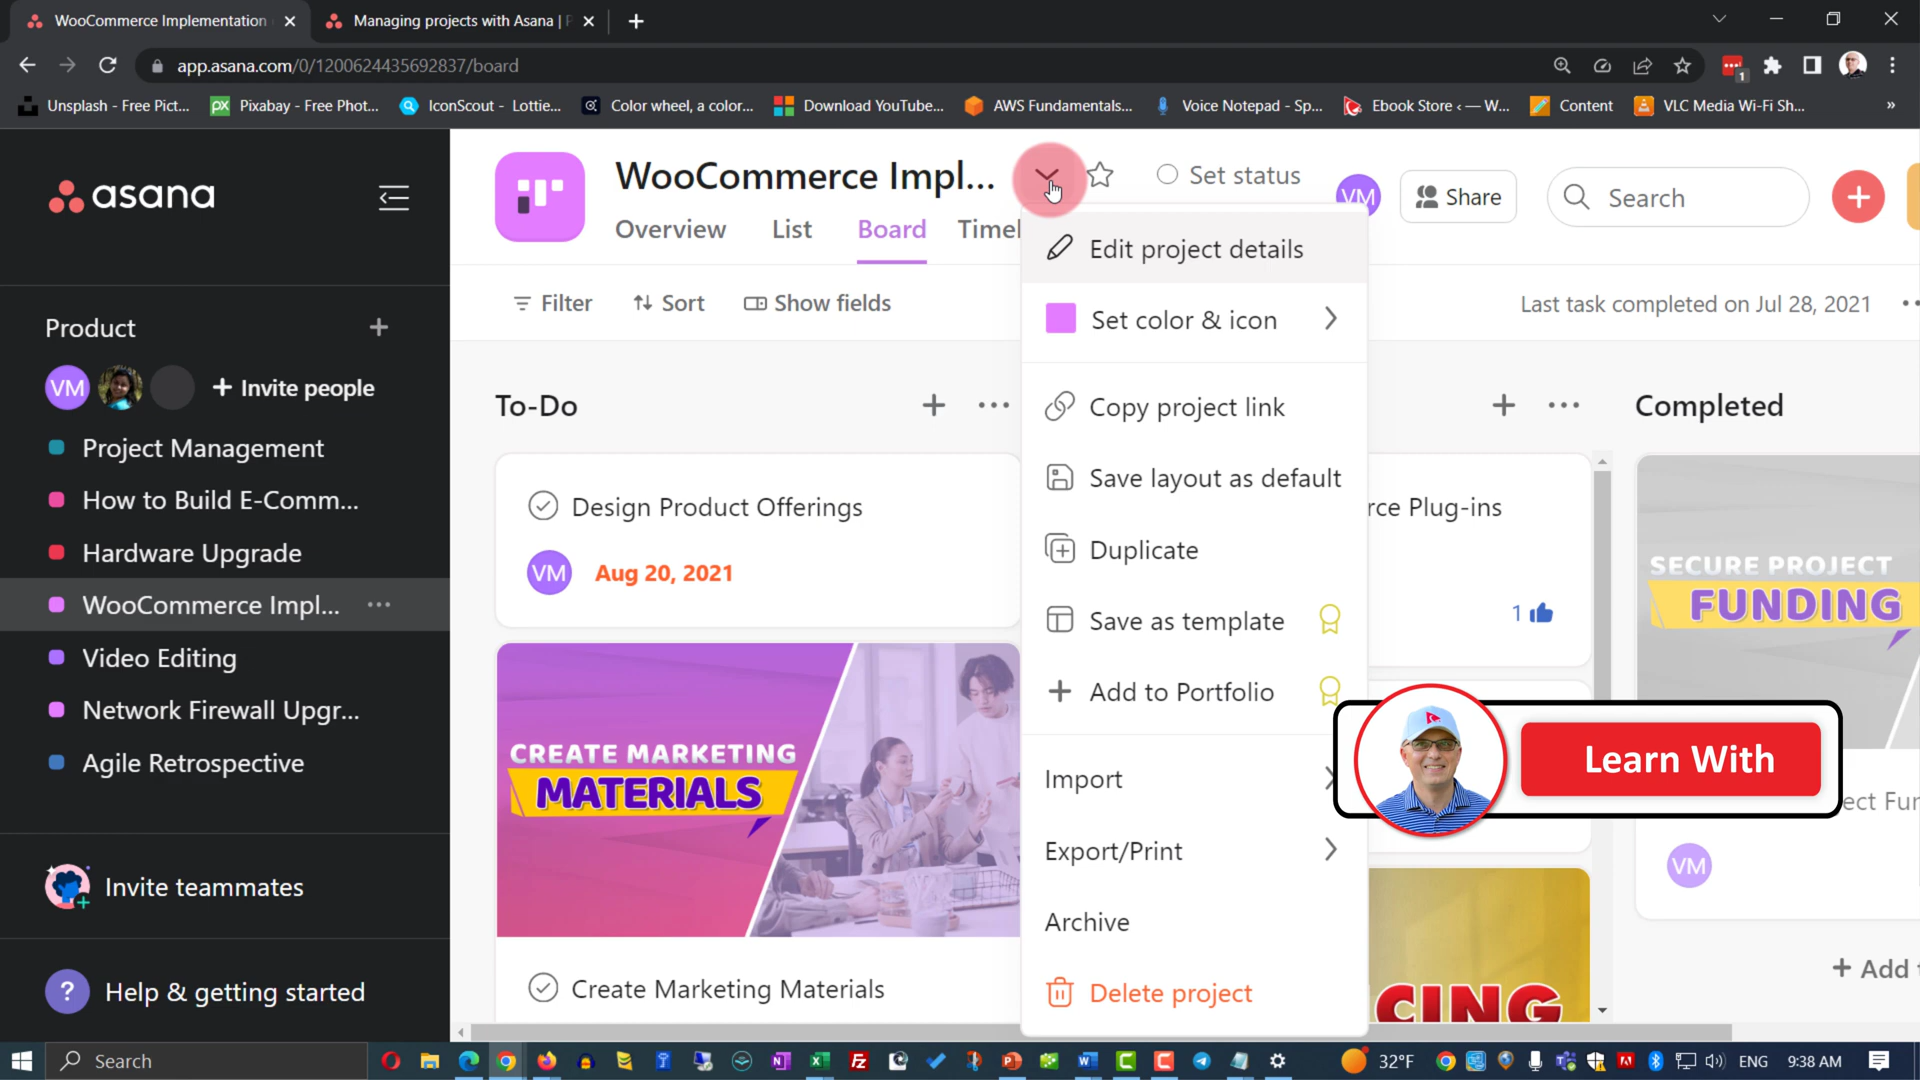 WooCommerce Implementation
Managing projects with Asana |
app.asana.com/0/1200624435692837/board
1
Unsplash - Free Pict...
Pixabay - Free Phot...
IconScout - Lottie...
Color wheel, a color...
Download YouTube...
AWS Fundamentals...
Voice Notepad - Sp...
Ebook Store ‹ — W...
Content
VLC Media Wi-Fi Sh...
»
asana
WooCommerce Impl...
Set status
VM
Share
Search
Overview
List
Board
Timel
Filter
Sort
Show fields
Last task completed on Jul 28, 2021
Product
VM
Invite people
Project Management
How to Build E-Comm...
Hardware Upgrade
WooCommerce Impl...
Video Editing
Network Firewall Upgr...
Agile Retrospective
Invite teammates
? Help & getting started
To-Do
Design Product Offerings
VM
Aug 20, 2021
CREATE MARKETING
MATERIALS
Create Marketing Materials
Edit project details
Set color & icon
Copy project link
Save layout as default
Duplicate
Save as template
Add to Portfolio
Import
Export/Print
Archive
Delete project
rce Plug-ins
1
CING
Completed
SECURE PROJECT
FUNDING
Learn With
ect Fun
VM
+ Add
Search
32°F
ENG
9:38 AM